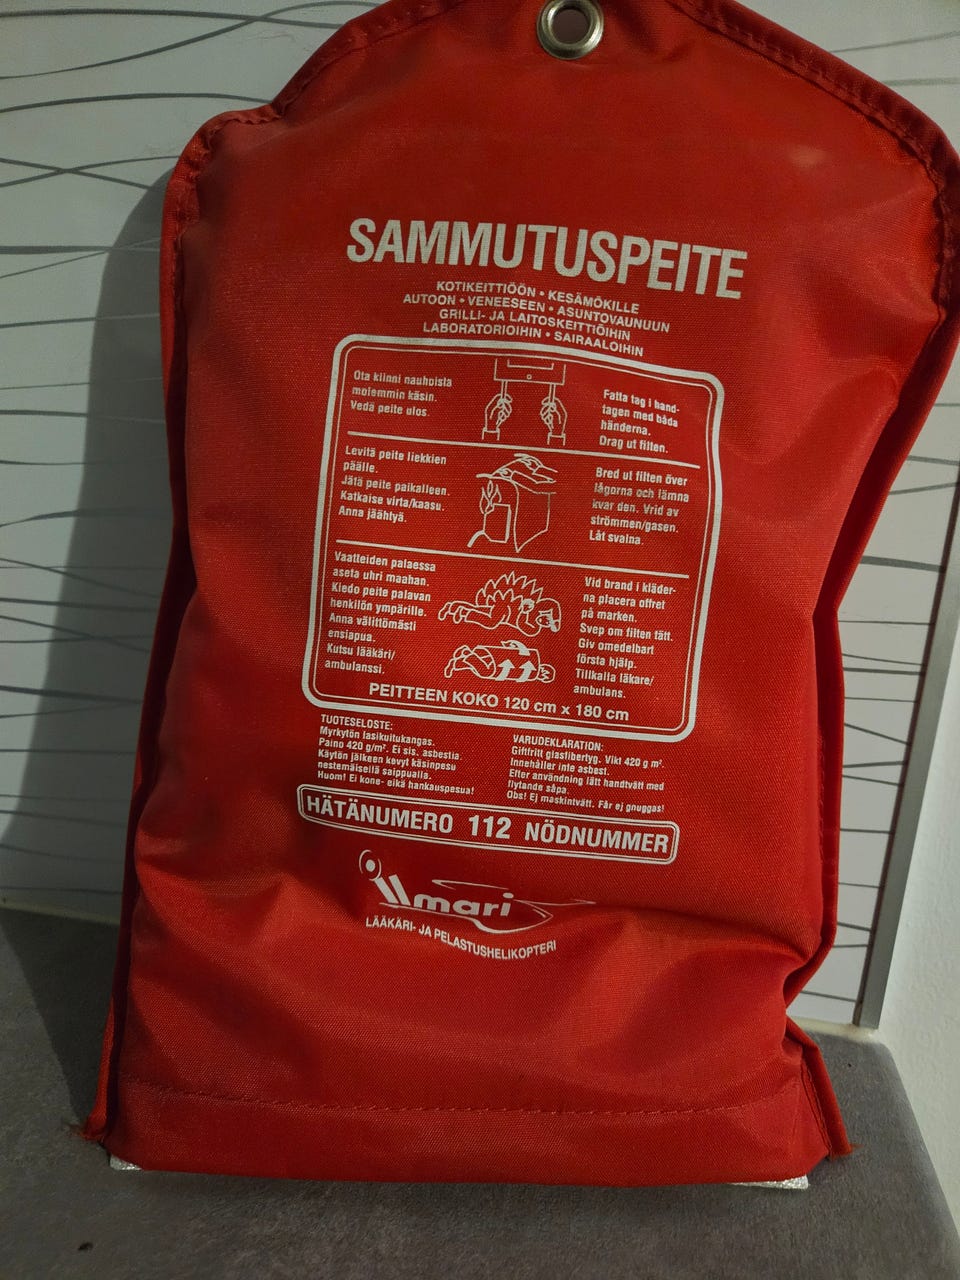 SAMMUTUSPEITE
KOTIKEITTIÖÖN • KESÄMÖKILLE
AUTOON • VENEESEEN • ASUNTOVAUNUUN
GRILLI- JA LAITOSKEITTIÖIHIN
LABORATORIOIHIN • SAIRAALOIHIN
Ota kiinni nauhoista
molemmin käsin.
Vedä peite ulos.
Fatta tag i hand-
tagen med båda
händerna.
Drag ut filten.
Levitä peite liekkien
päälle.
Jätä peite paikalleen.
Katkaise virta/kaasu.
Anna jäähtyä.
Bred ut filten över
lågorna och lämna
kvar den. Vrid av
strömmen/gasen.
Låt svalna.
Vaatteiden palaessa
aseta uhri maahan.
Kiedo peite palavan
henkilön ympärille.
Anna välittömästi
ensiapua.
Kutsu lääkäri/
ambulanssi.
Vid brand i kläder-
na placera offret
på marken.
Svep om filten tätt.
Giv omedelbart
första hjälp.
Tillkalla läkare/
ambulans.
PEITTEEN KOKO 120 cm x 180 cm
TUOTESELOSTE:
Myrkytön lasikuitukangas.
Paino 420 g/m². Ei sis. asbestia.
Käytön jälkeen kevyt käsinpesu
nestemäisellä saippualla.
Huom! Ei kone- eikä hankauspesua!
VARUDEKLARATION:
Giftfritt glasfibertyg. Vikt 420 g m².
Innehåller inte asbest.
Efter användning lätt handtvätt med
flytande såpa.
Obs! Ej maskintvätt. Får ej gnuggas!
HÄTÄNUMERO 112 NÖDNUMMER
ilmari
LÄÄKÄRI- JA PELASTUSHELIKOPTERI